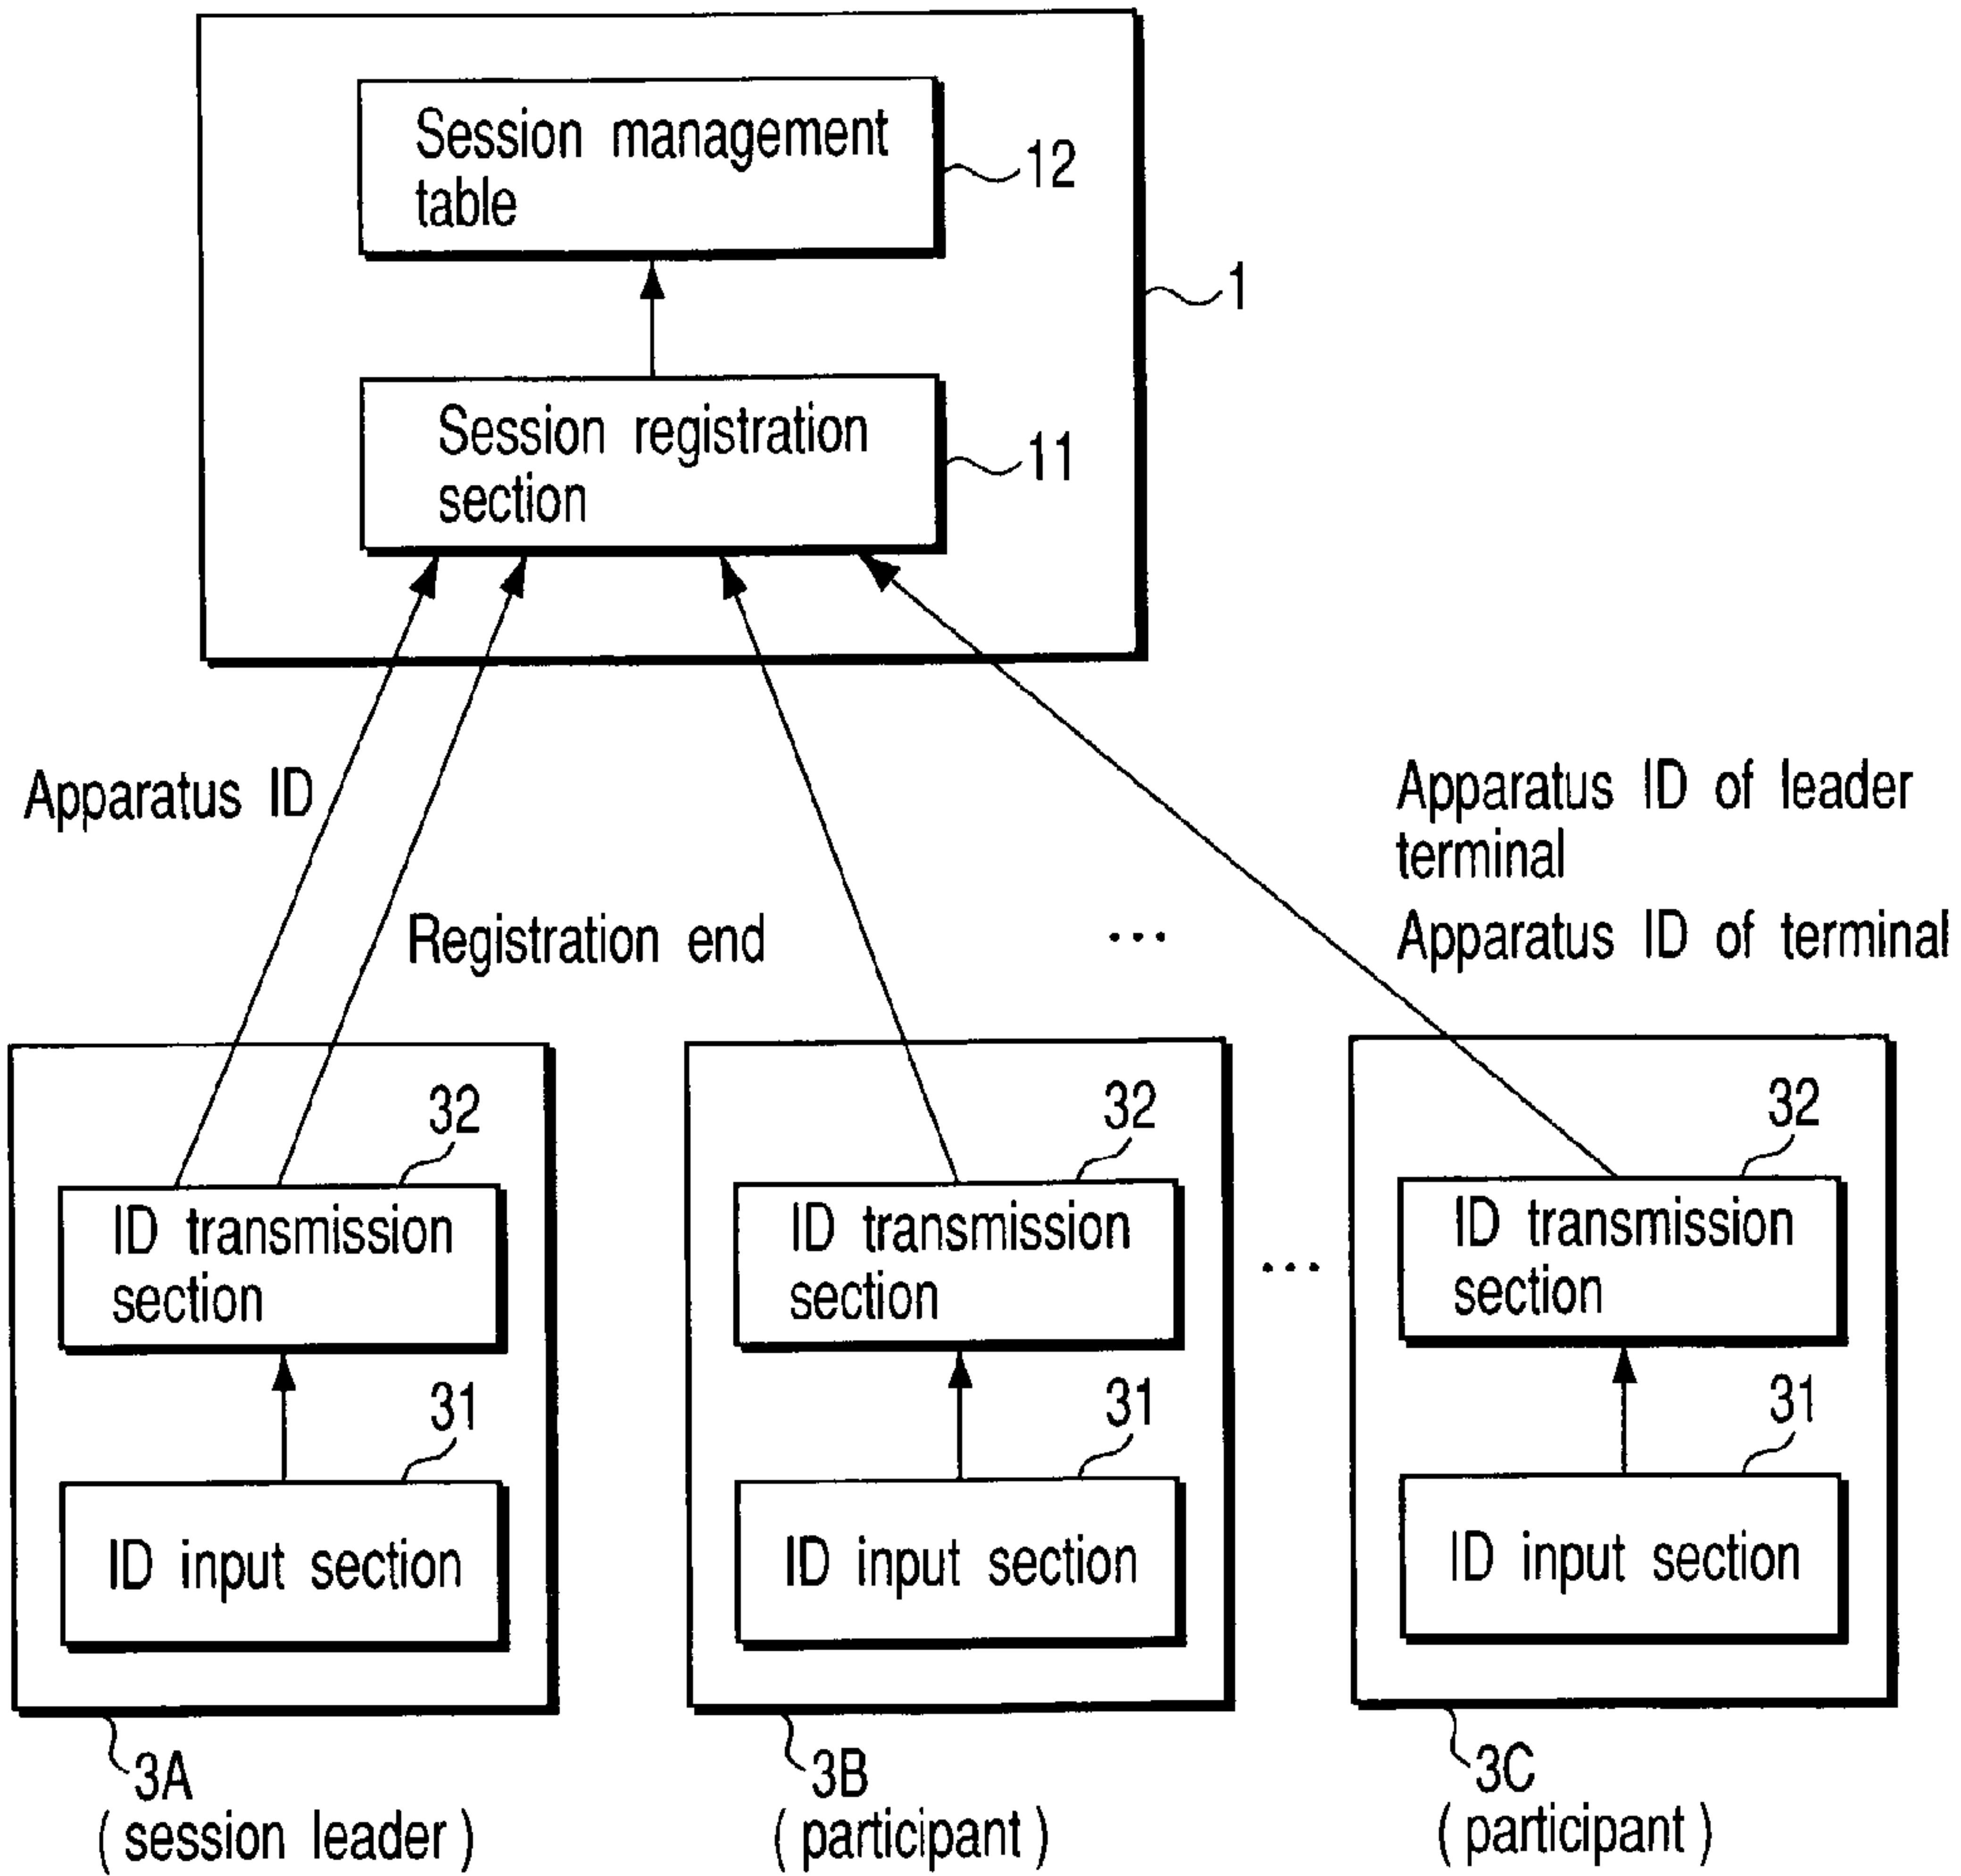 Session management
table
12
1
Session registration
section
11
Apparatus ID
Registration end
...
Apparatus ID of leader
terminal
Apparatus ID of terminal
32
ID transmission
section
31
ID input section
3A
(session leader)
32
ID transmission
section
31
ID input section
3B
(participant)
...
32
ID transmission
section
31
ID input section
3C
(participant)